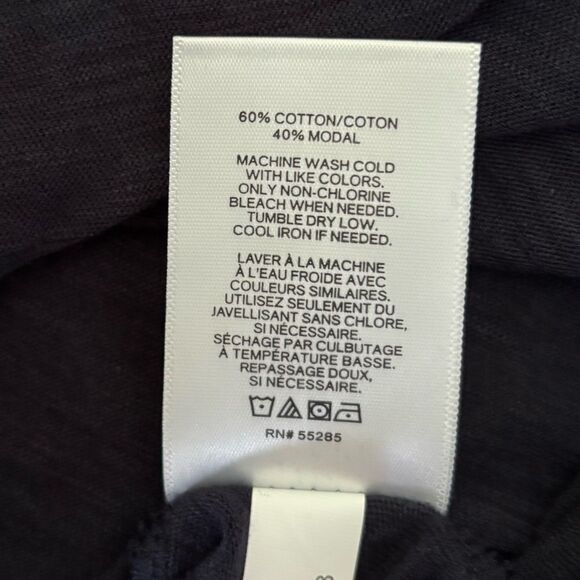 60% COTTON/COTON
40% MODAL
MACHINE WASH COLD
WITH LIKE COLORS.
ONLY NON-CHLORINE
BLEACH WHEN NEEDED.
TUMBLE DRY LOW.
COOL IRON IF NEEDED.
LAVER À LA MACHINE
À L'EAU FROIDE AVEC
COULEURS SIMILAIRES.
UTILISEZ SEULEMENT DU
JAVELLISANT SANS CHLORE,
SI NÉCESSAIRE.
SÉCHAGE PAR CULBUTAGE
À TEMPÉRATURE BASSE.
REPASSAGE DOUX,
SI NÉCESSAIRE.
RN# 55285